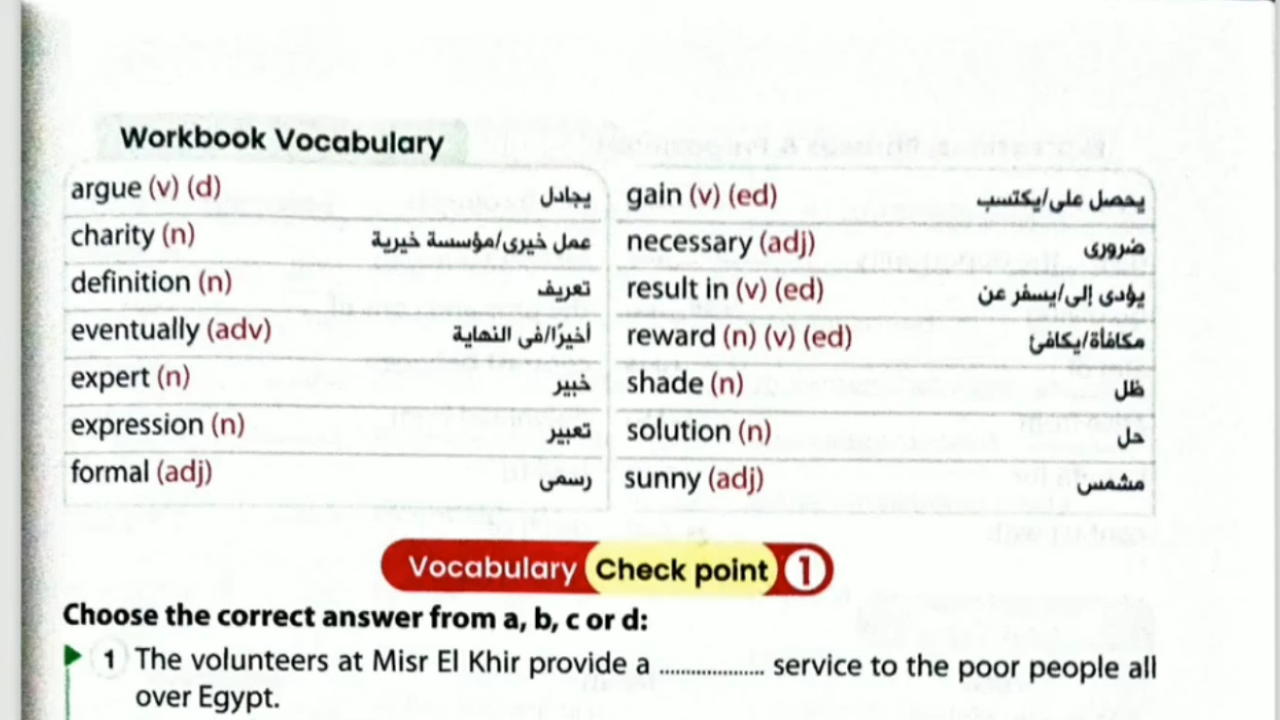 Workbook Vocabulary
argue (v) (d) يجادل
charity (n) عمل خيرى/مؤسسة خيرية
definition (n) تعريف
eventually (adv) أخيرًا/فى النهاية
expert (n) خبير
expression (n) تعبير
formal (adj) رسمى
gain (v) (ed) يحصل على/يكتسب
necessary (adj) ضرورى
result in (v) (ed) يؤدى إلى/يسفر عن
reward (n) (v) (ed) مكافأة/يكافئ
shade (n) ظل
solution (n) حل
sunny (adj) مشمس
Vocabulary Check point 1
Choose the correct answer from a, b, c or d:
1 The volunteers at Misr El Khir provide a .................. service to the poor people all
over Egypt.